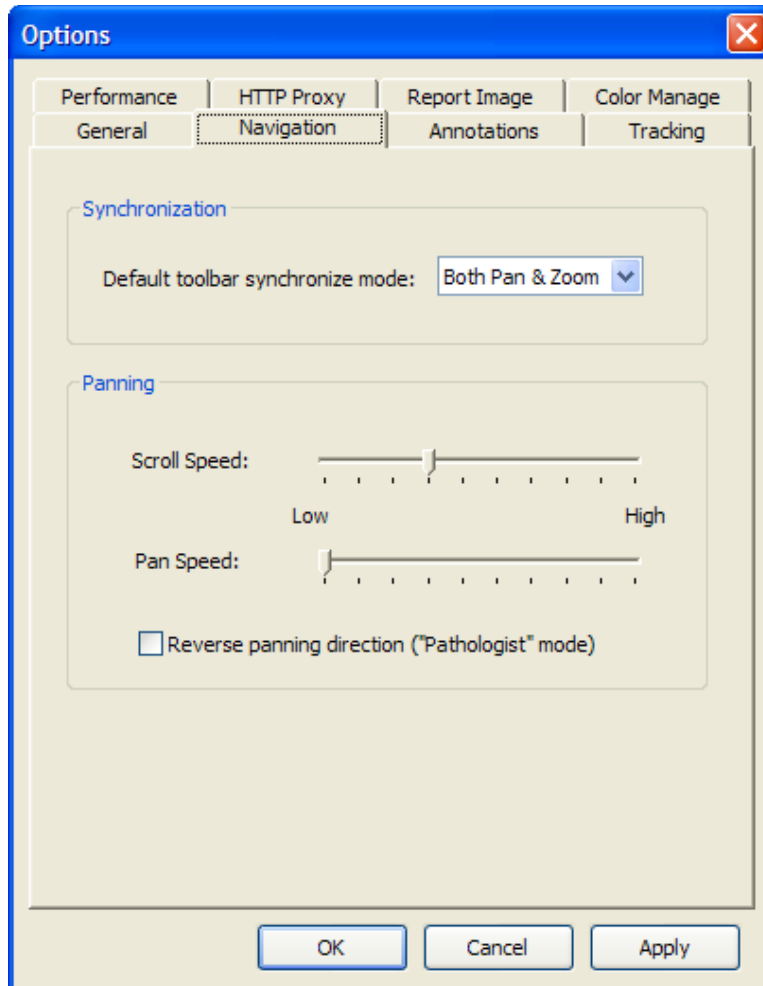 Options
Performance HTTP Proxy Report Image Color Manage
General Navigation Annotations Tracking
Synchronization
Default toolbar synchronize mode: Both Pan & Zoom
Panning
Scroll Speed:
Low High
Pan Speed:
Reverse panning direction ("Pathologist" mode)
OK Cancel Apply